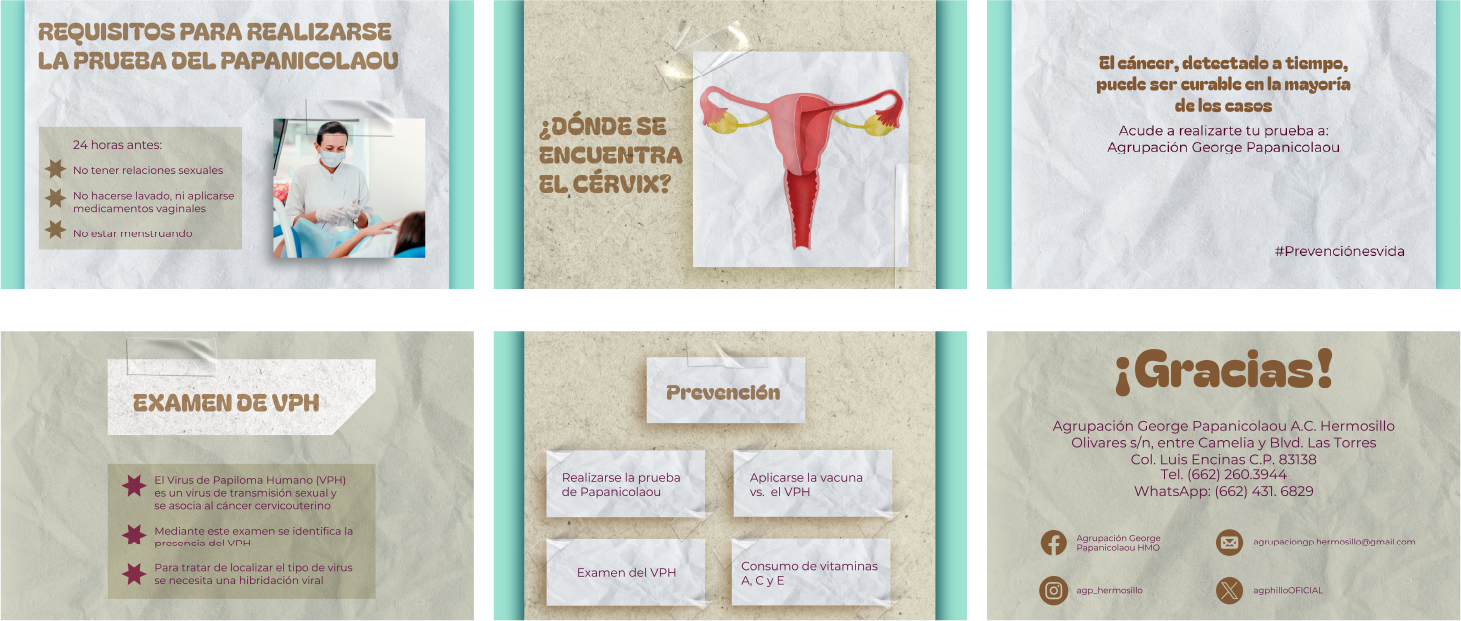 REQUISITOS PARA REALIZARSE
LA PRUEBA DEL PAPANICOLAOU
24 horas antes:
No tener relaciones sexuales
No hacerse lavado, ni aplicarse
medicamentos vaginales
No estar menstruando
¿DÓNDE SE
ENCUENTRA
EL CÉRVIX?
El cáncer, detectado a tiempo,
puede ser curable en la mayoría
de los casos
Acude a realizarte tu prueba a:
Agrupación George Papanicolaou
#Prevenciónesvida
EXAMEN DE VPH
El Virus de Papiloma Humano (VPH)
es un virus de transmisión sexual y
se asocia al cáncer cervicouterino
Mediante este examen se identifica la
presencia del VPH
Para tratar de localizar el tipo de virus
se necesita una hibridación viral
Prevención
Realizarse la prueba
de Papanicolaou
Aplicarse la vacuna
vs. el VPH
Examen del VPH
Consumo de vitaminas
A, C y E
¡Gracias!
Agrupación George Papanicolaou A.C. Hermosillo
Olivares s/n, entre Camelia y Blvd. Las Torres
Col. Luis Encinas C.P. 83138
Tel. (662) 260.3944
WhatsApp: (662) 431. 6829
Agrupación George
Papanicolaou HMO
agrupaciongp.hermosillo@gmail.com
agp_hermosillo
agphilloOFICIAL